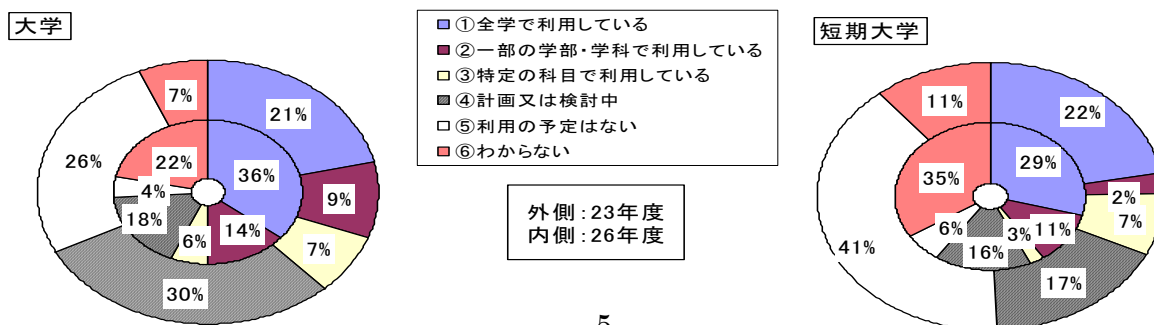 大学
①全学で利用している
②一部の学部・学科で利用している
③特定の科目で利用している
④計画又は検討中
⑤利用の予定はない
⑥わからない
短期大学
7%
21%
26%
22%
36%
4%
9%
18%
14%
6%
7%
30%
外側:23年度
内側:26年度
11%
22%
35%
29%
2%
6%
11%
7%
3%
41%
16%
17%
5